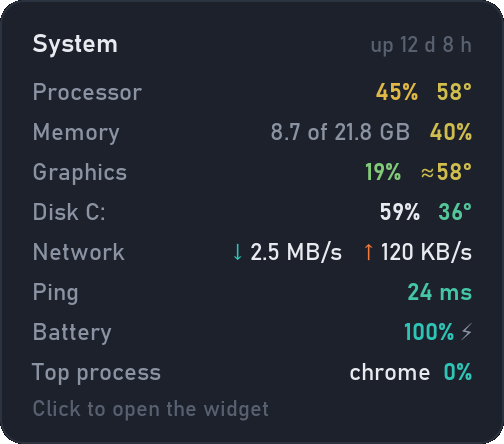 System up 12 d 8 h
Processor 45% 58°
Memory 8.7 of 21.8 GB 40%
Graphics 19% ≈58°
Disk C: 59% 36°
Network ↓ 2.5 MB/s ↑ 120 KB/s
Ping 24 ms
Battery 100% ⚡
Top process chrome 0%
Click to open the widget